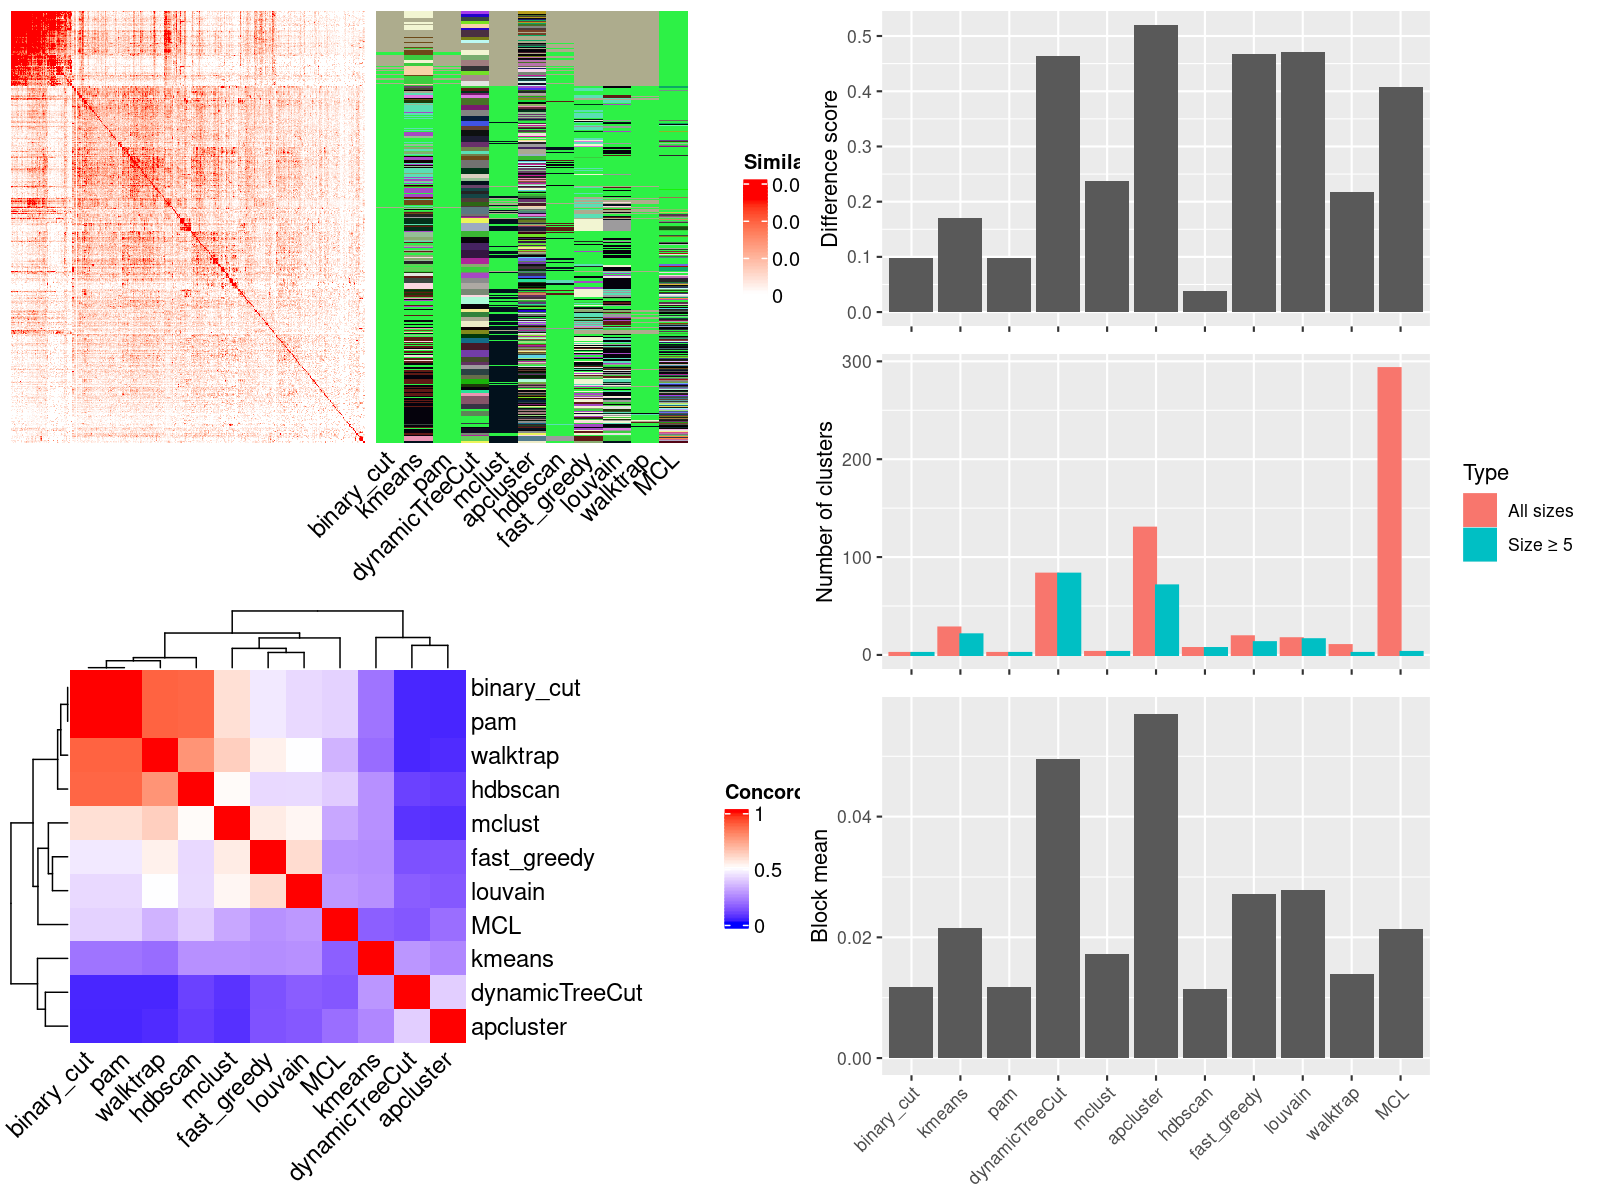 Simila
0.0
0.0
0.0
0
binary_cut
kmeans
pam
dynamicTreeCut
mclust
apcluster
hdbscan
fast_greedy
louvain
walktrap
MCL
binary_cut
pam
walktrap
hdbscan
mclust
fast_greedy
louvain
MCL
kmeans
dynamicTreeCut
apcluster
binary_cut
pam
walktrap
hdbscan
mclust
fast_greedy
louvain
MCL
kmeans
dynamicTreeCut
apcluster
Concord
1
0.5
0
Difference score
0.5
0.4
0.3
0.2
0.1
0.0
Number of clusters
300
200
100
0
Type
All sizes
Size ≥ 5
Block mean
0.04
0.02
0.00
binary_cut
kmeans
pam
dynamicTreeCut
mclust
apcluster
hdbscan
fast_greedy
louvain
walktrap
MCL